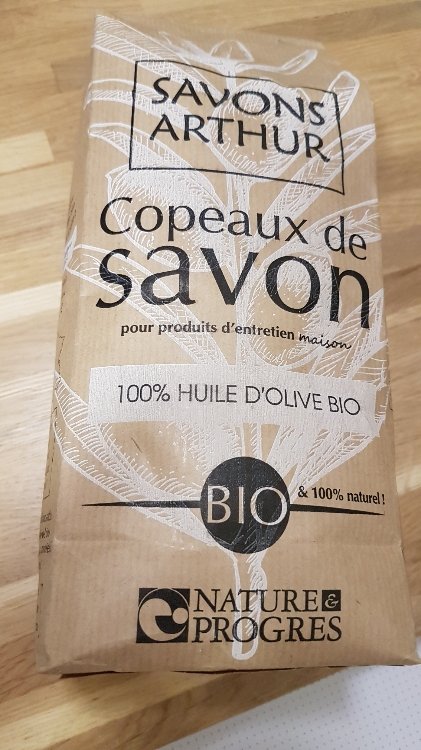 SAVONS
ARTHUR
Copeaux de
savon
pour produits d'entretien maison
100% HUILE D'OLIVE BIO
BIO
& 100% naturel !
NATURE &
PROGRES